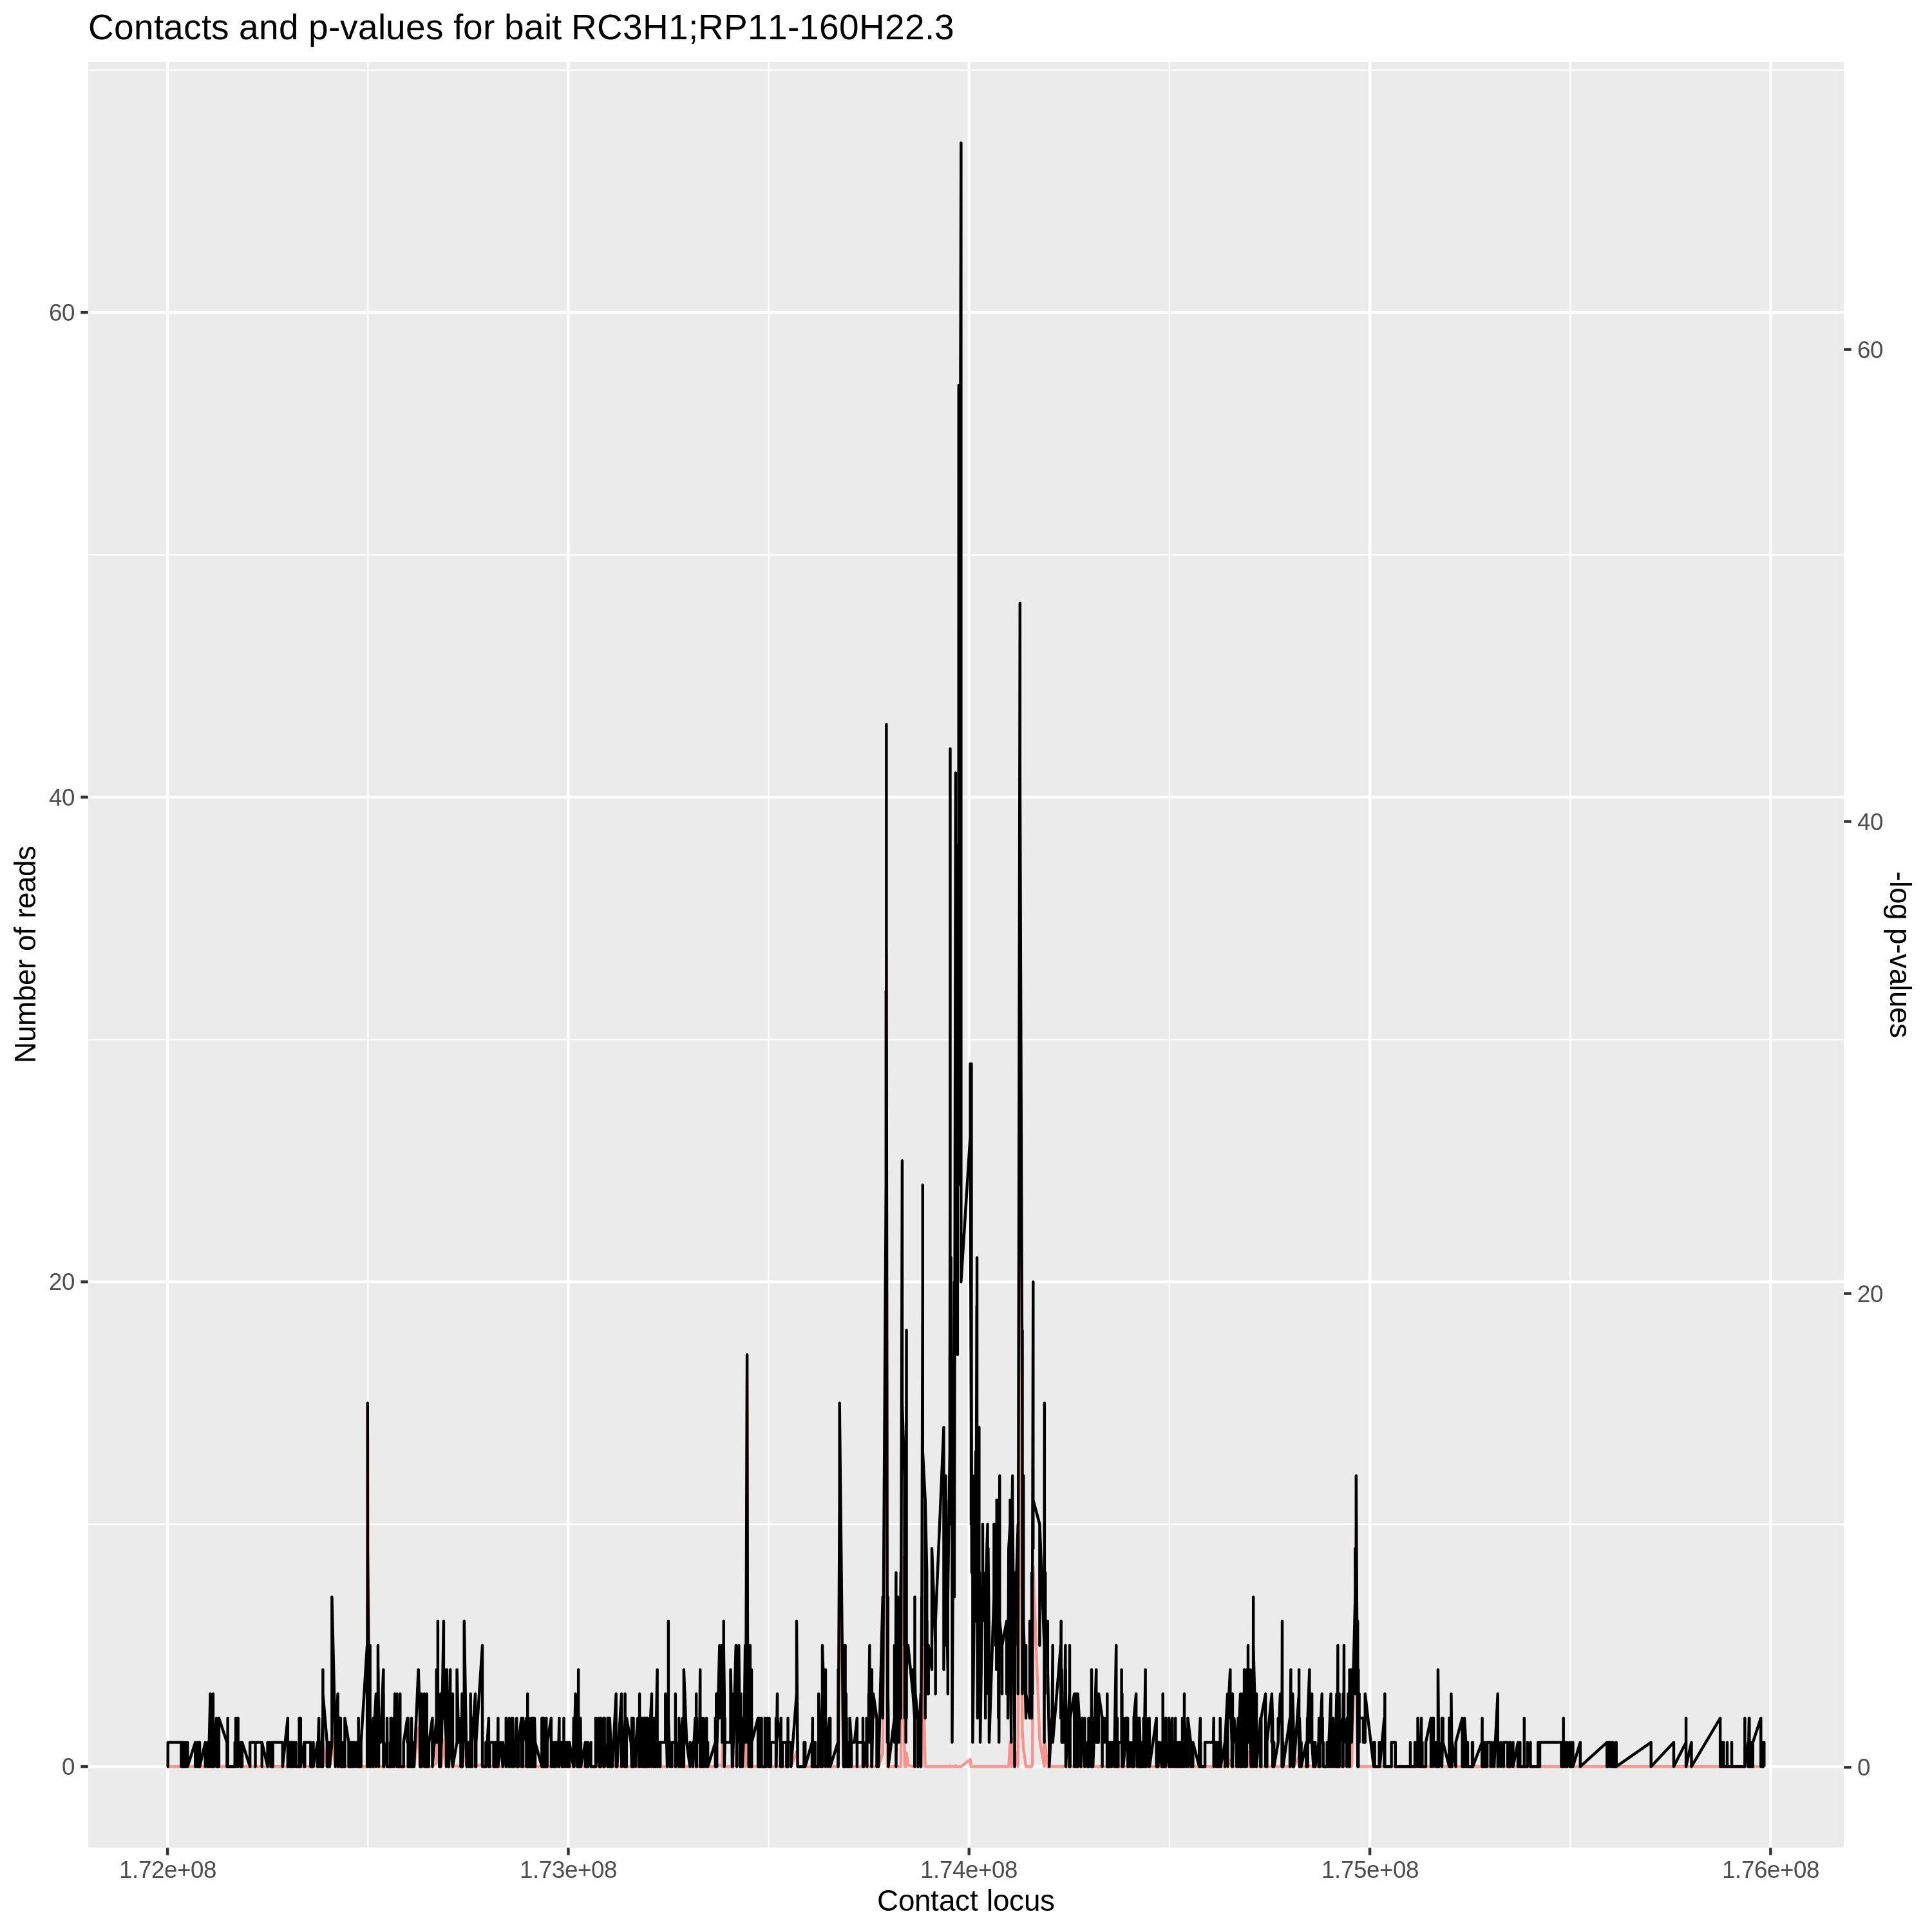 Contacts and p-values for bait RC3H1;RP11-160H22.3
60
40
20
0
Number of reads
60
40
20
0
-log p-values
1.72e+08
1.73e+08
1.74e+08
1.75e+08
1.76e+08
Contact locus